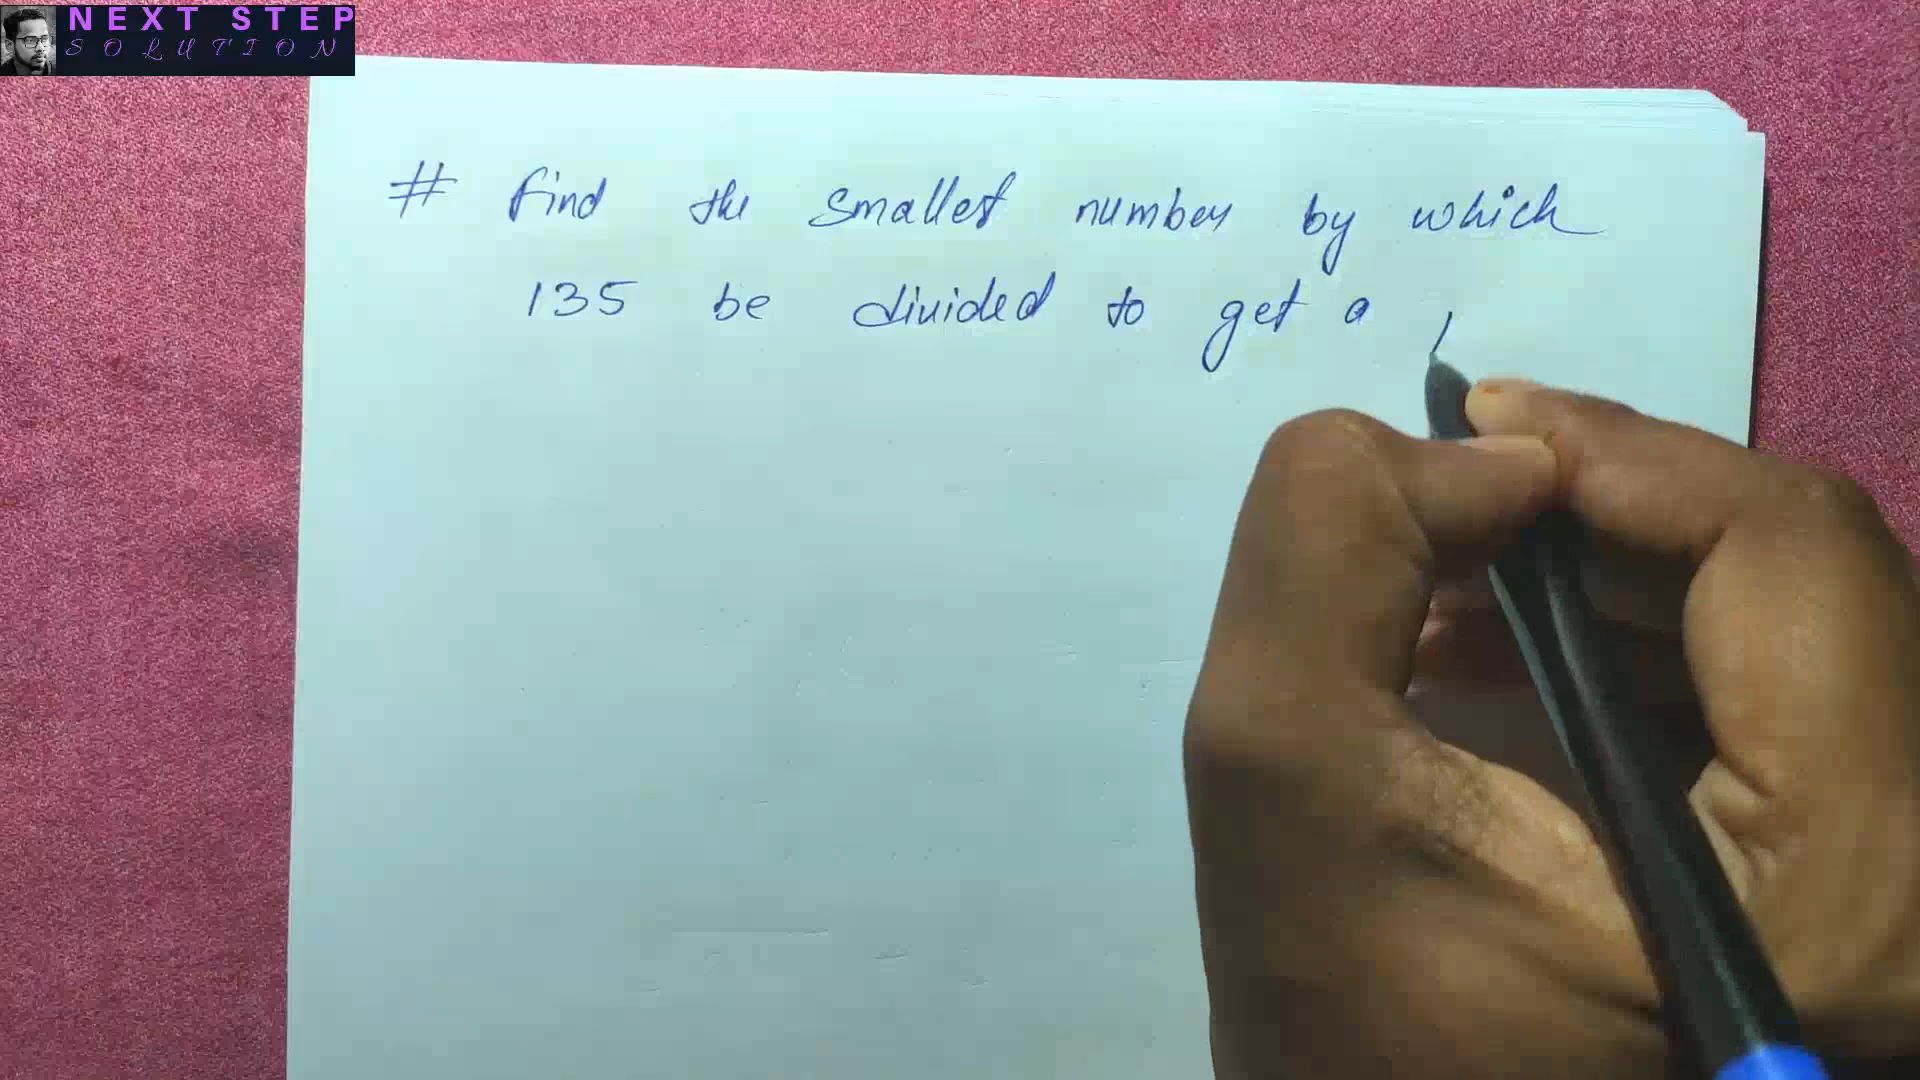 NEXT STEP
SOLUTION
# Find the smallest number by which
135 be divided to get a